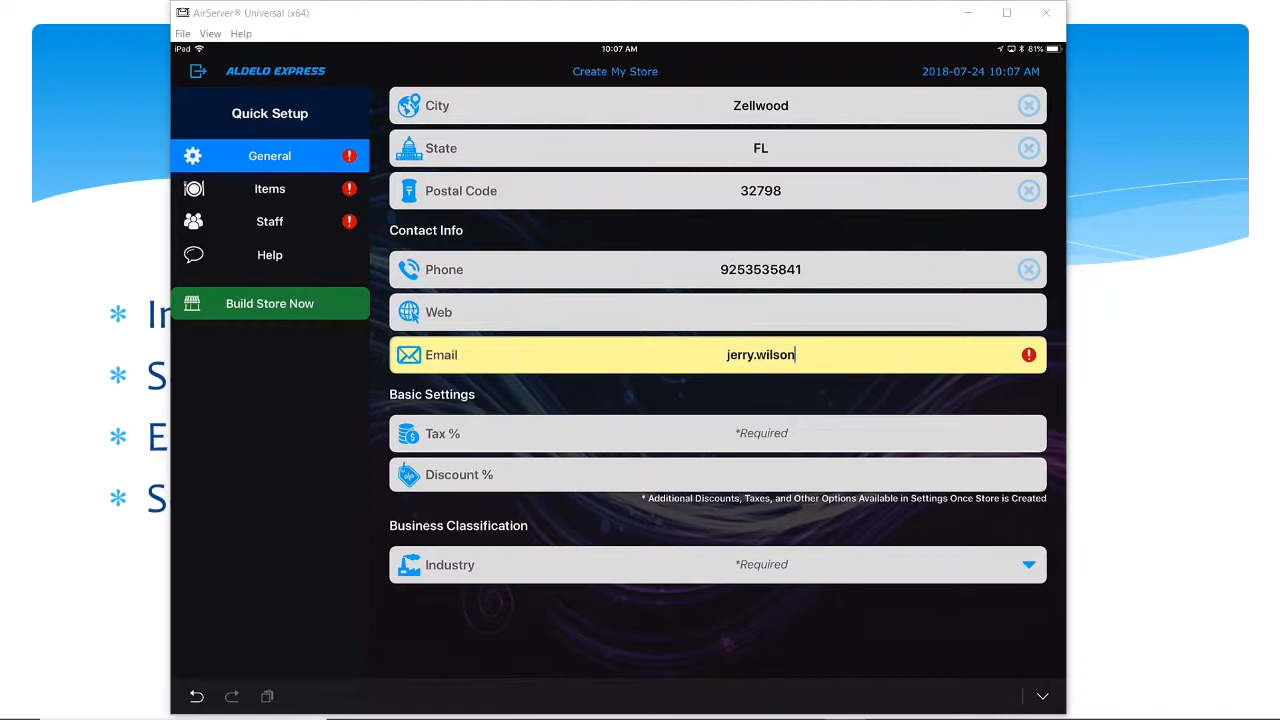 AirServer® Universal (x64)
File View Help
iPad 10:07 AM 81%
ALDELO EXPRESS Create My Store 2018-07-24 10:07 AM
Quick Setup
General
Items
Staff
Help
Build Store Now
City Zellwood
State FL
Postal Code 32798
Contact Info
Phone 9253535841
Web
Email jerry.wilson
Basic Settings
Tax % *Required
Discount %
* Additional Discounts, Taxes, and Other Options Available in Settings Once Store is Created
Business Classification
Industry *Required
* S
* E
* S